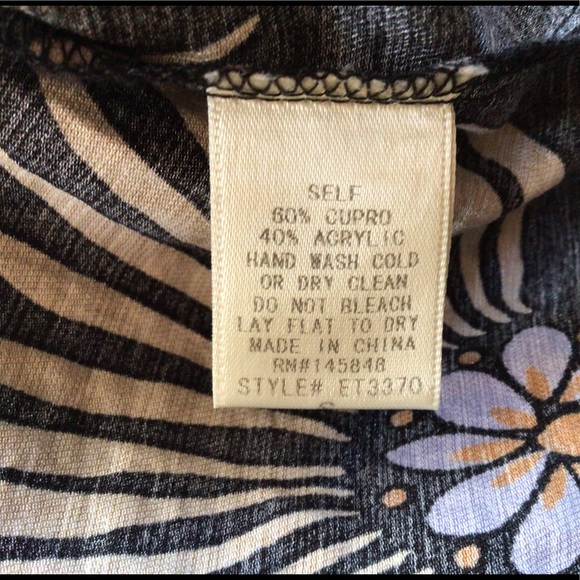 SELF
60% CUPRO
40% ACRYLIC
HAND WASH COLD
OR DRY CLEAN
DO NOT BLEACH
LAY FLAT TO DRY
MADE IN CHINA
RN#145848
STYLE# ET3370